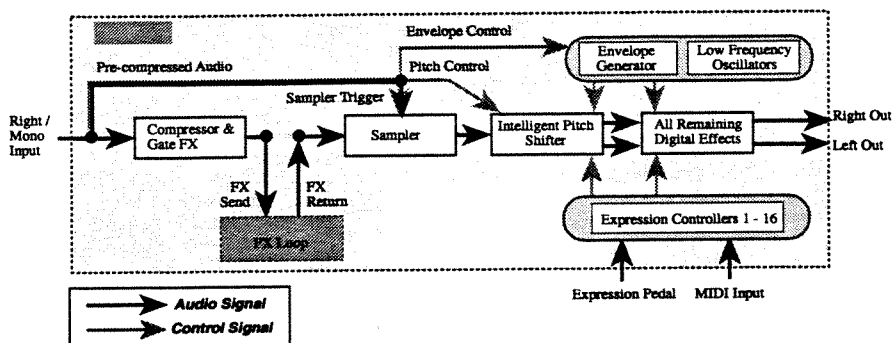 Envelope Control
Envelope
Generator
Low Frequency
Oscillators
Pre-compressed Audio
Pitch Control
Sampler Trigger
Right /
Mono
Input
Compressor &
Gate FX
Sampler
Intelligent Pitch
Shifter
All Remaining
Digital Effects
Right Out
Left Out
FX
Send
FX
Return
FX Loop
Expression Controllers 1 - 16
Expression Pedal
MIDI Input
Audio Signal
Control Signal